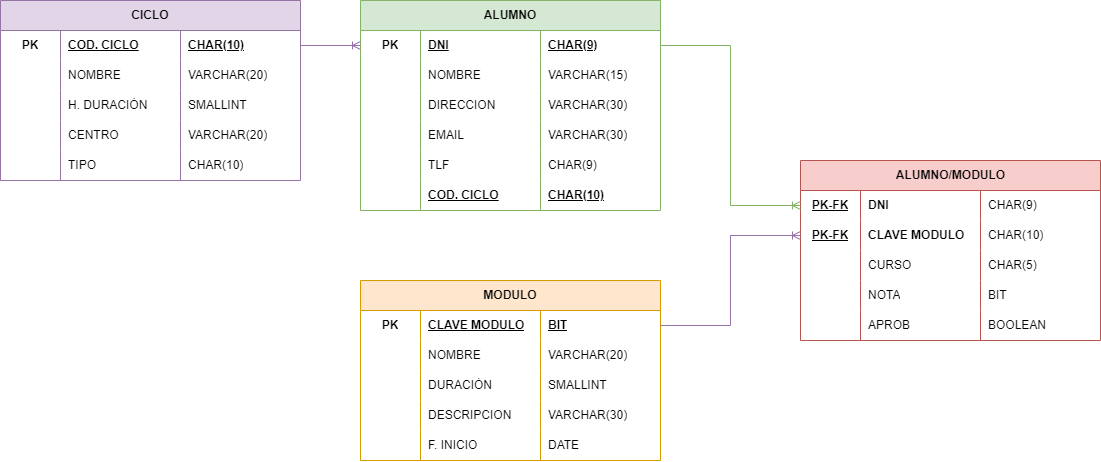 CICLO
PK COD. CICLO CHAR(10)
NOMBRE VARCHAR(20)
H. DURACIÓN SMALLINT
CENTRO VARCHAR(20)
TIPO CHAR(10)
ALUMNO
PK DNI CHAR(9)
NOMBRE VARCHAR(15)
DIRECCION VARCHAR(30)
EMAIL VARCHAR(30)
TLF CHAR(9)
COD. CICLO CHAR(10)
ALUMNO/MODULO
PK-FK DNI CHAR(9)
PK-FK CLAVE MODULO CHAR(10)
CURSO CHAR(5)
NOTA BIT
APROB BOOLEAN
MODULO
PK CLAVE MODULO BIT
NOMBRE VARCHAR(20)
DURACIÓN SMALLINT
DESCRIPCION VARCHAR(30)
F. INICIO DATE